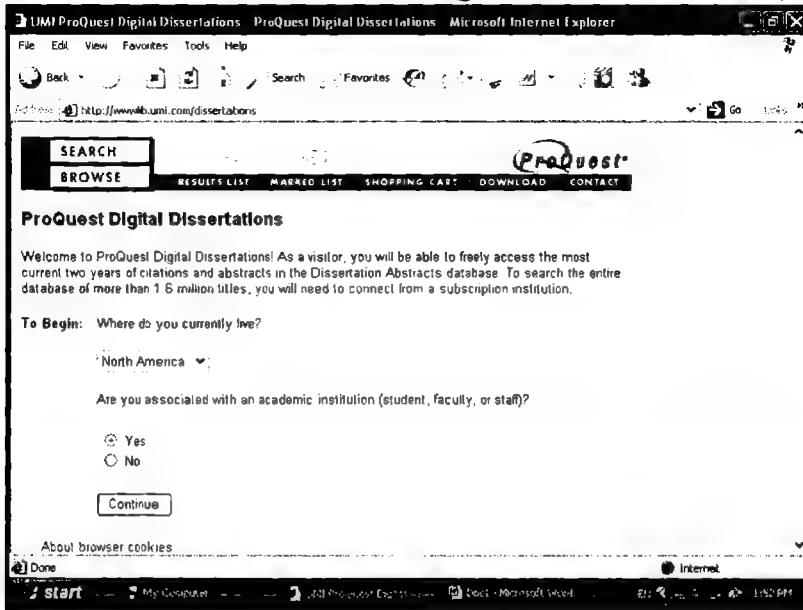 UMI ProQuest Digital Dissertations ProQuest Digital Dissertations Microsoft Internet Explorer
File Edit View Favorites Tools Help
Back Search Favorites
http://wwwlib.umi.com/dissertations Go Links
SEARCH
ProQuest
BROWSE
RESULTS LIST MARKED LIST SHOPPING CART DOWNLOAD CONTACT
ProQuest Digital Dissertations
Welcome to ProQuest Digital Dissertations! As a visitor, you will be able to freely access the most
current two years of citations and abstracts in the Dissertation Abstracts database. To search the entire
database of more than 1.6 million titles, you will need to connect from a subscription institution.
To Begin: Where do you currently live?
North America
Are you associated with an academic institution (student, faculty, or staff)?
Yes
No
Continue
About browser cookies
Done Internet
start My Computer Doc1 - Microsoft Word 1:52 PM